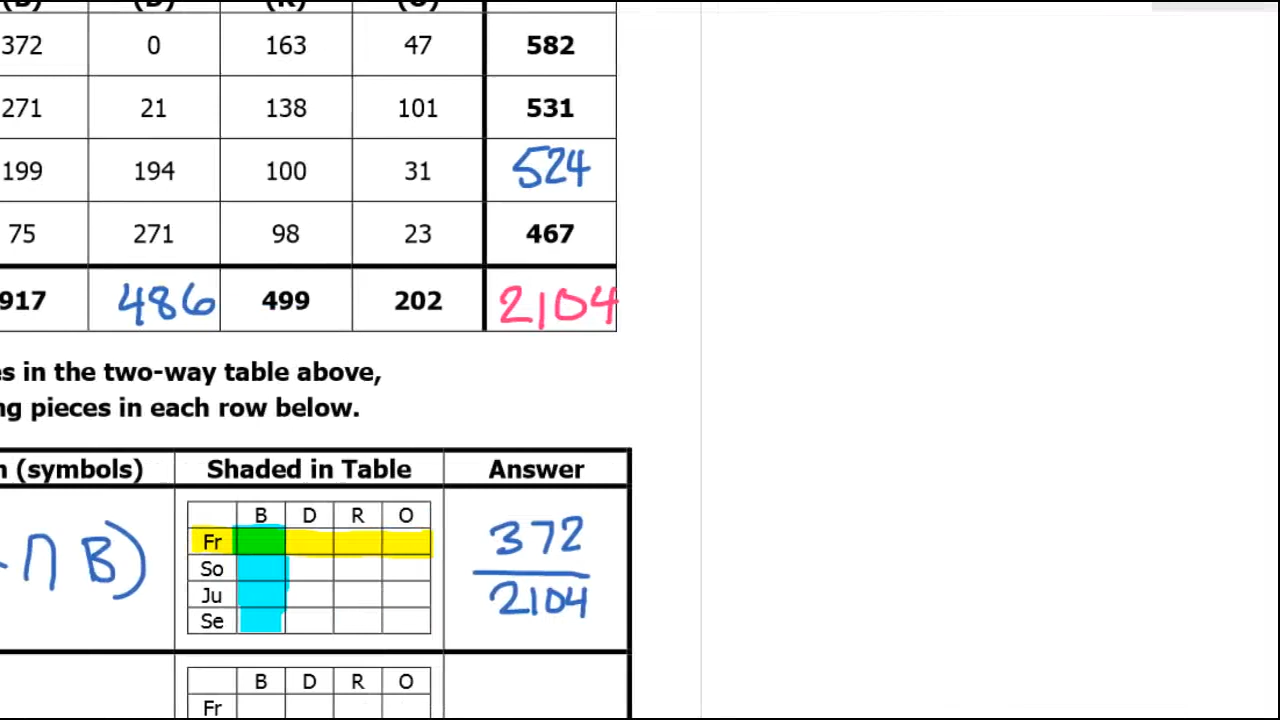 (B) (D) (R) (O)
372 0 163 47 582
271 21 138 101 531
199 194 100 31 524
75 271 98 23 467
917 486 499 202 2104
es in the two-way table above,
ng pieces in each row below.
n (symbols) Shaded in Table Answer
B D R O
Fr
So
Ju
Se
∩ B)
372
2104
B D R O
Fr